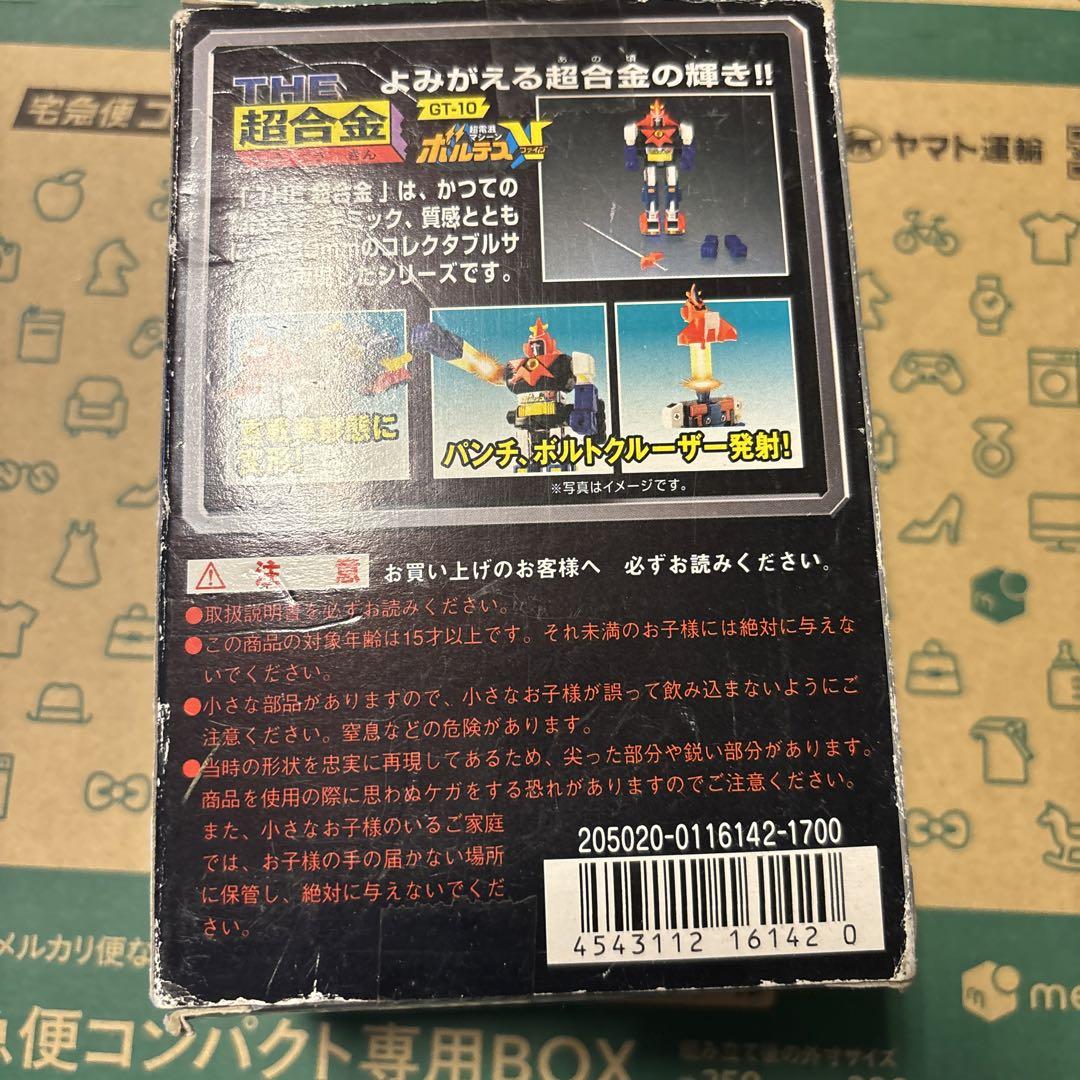 宅急便コ
ヤマト運輸
THE
超合金
よみがえる超合金の輝き!!
あの頃
GT-10
超電磁
マシーン
ボルテスV
ファイブ
「THE 超合金」は、かつての
ミック、質感ととも
のコレクタブルサ
たシリーズです。
パンチ、ボルトクルーザー発射!
※写真はイメージです。
注意
お買い上げのお客様へ 必ずお読みください。
●取扱説明書を必ずお読みください。
●この商品の対象年齢は15才以上です。それ未満のお子様には絶対に与えな
いでください。
●小さな部品がありますので、小さなお子様が誤って飲み込まないようにご
注意ください。窒息などの危険があります。
●当時の形状を忠実に再現してあるため、尖った部分や鋭い部分があります。
商品を使用の際に思わぬケガをする恐れがありますのでご注意ください。
また、小さなお子様のいるご家庭
では、お子様の手の届かない場所
に保管し、絶対に与えないでくだ
さい。
205020-0116142-1700
4543112 161420
メルカリ便な
me
急便コンパクト専用BOX